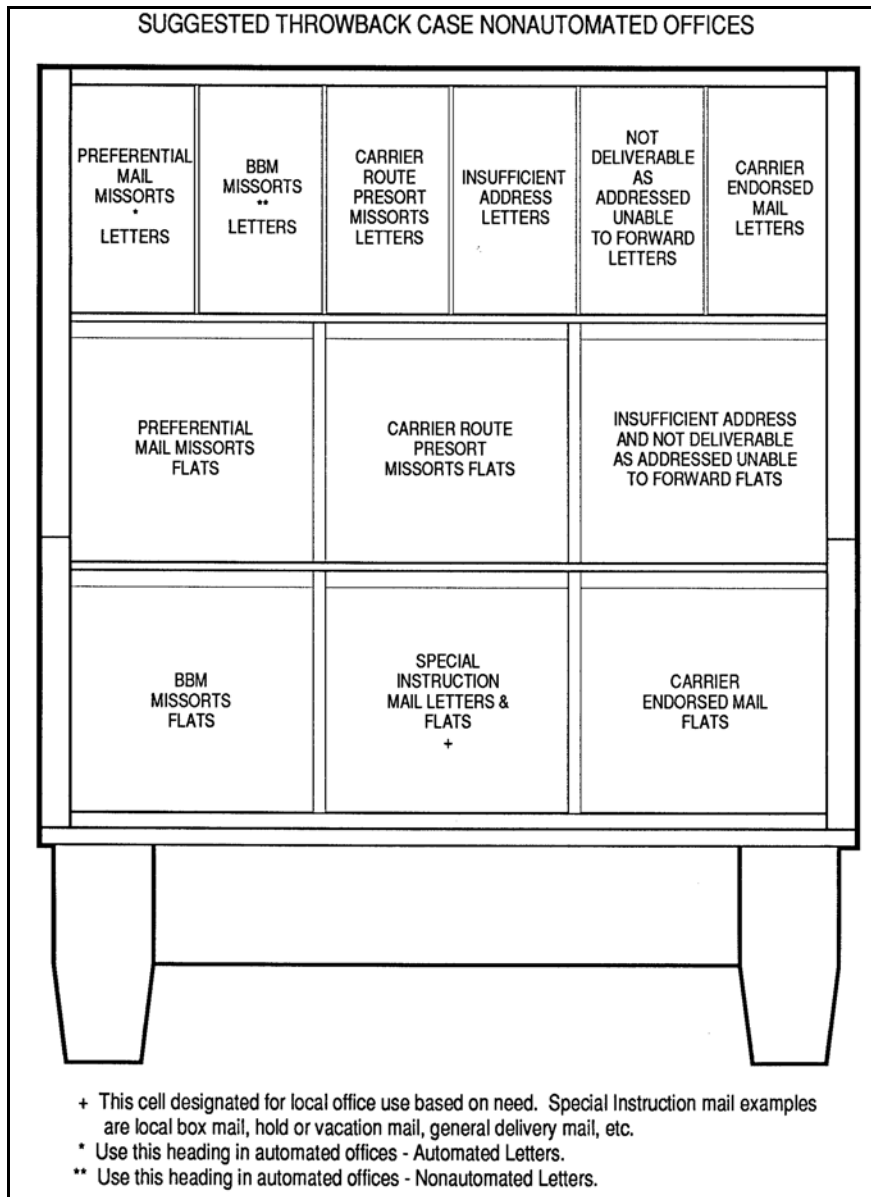 SUGGESTED THROWBACK CASE NONAUTOMATED OFFICES
PREFERENTIAL
MAIL
MISSORTS
*
LETTERS
BBM
MISSORTS
**
LETTERS
CARRIER
ROUTE
PRESORT
MISSORTS
LETTERS
INSUFFICIENT
ADDRESS
LETTERS
NOT
DELIVERABLE
AS
ADDRESSED
UNABLE
TO FORWARD
LETTERS
CARRIER
ENDORSED
MAIL
LETTERS
PREFERENTIAL
MAIL MISSORTS
FLATS
CARRIER ROUTE
PRESORT
MISSORTS FLATS
INSUFFICIENT ADDRESS
AND NOT DELIVERABLE
AS ADDRESSED UNABLE
TO FORWARD FLATS
BBM
MISSORTS
FLATS
SPECIAL
INSTRUCTION
MAIL LETTERS &
FLATS
+
CARRIER
ENDORSED MAIL
FLATS
+ This cell designated for local office use based on need. Special Instruction mail examples
are local box mail, hold or vacation mail, general delivery mail, etc.
* Use this heading in automated offices - Automated Letters.
** Use this heading in automated offices - Nonautomated Letters.